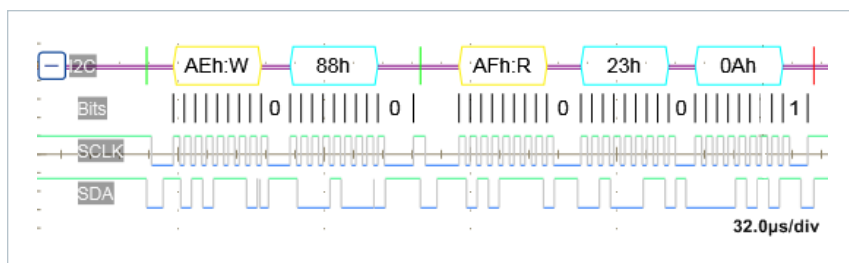 I2C AEh:W 88h AFh:R 23h 0Ah
Bits 0 0 0 0 1
SCLK
SDA
32.0µs/div